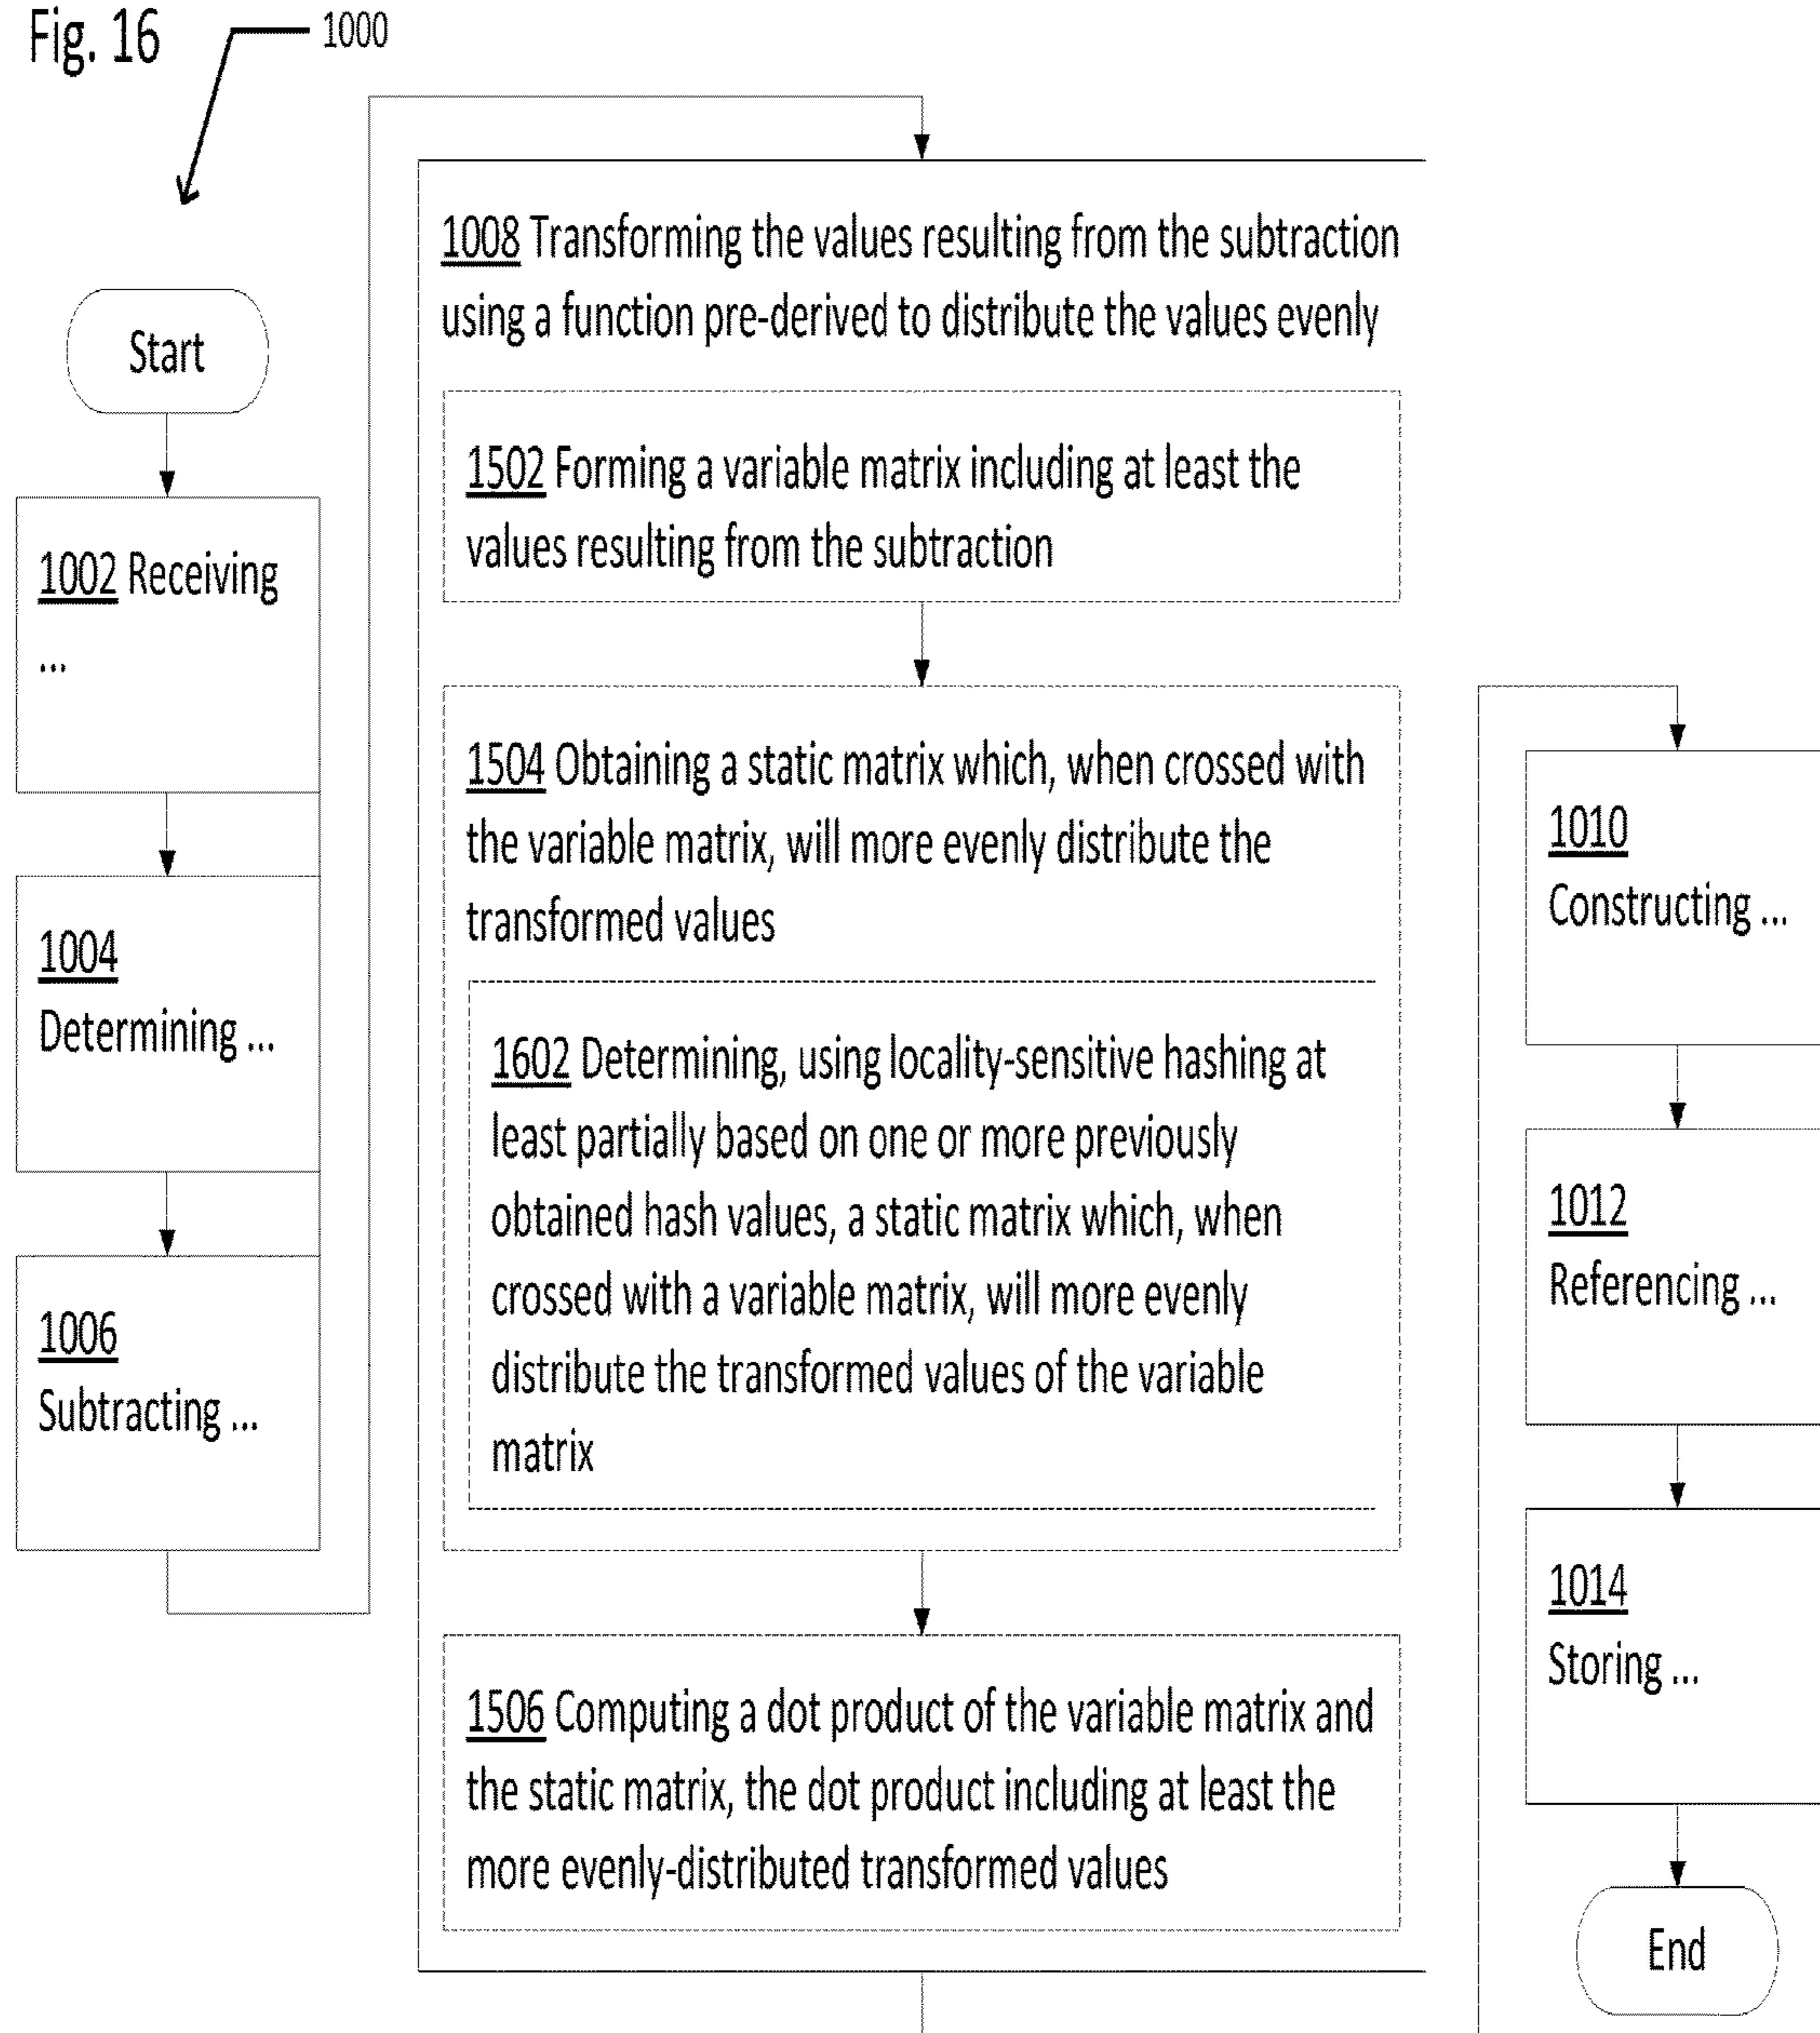 Fig. 16
1000
Start
1002 Receiving
...
1004
Determining ...
1006
Subtracting ...
1008 Transforming the values resulting from the subtraction
using a function pre-derived to distribute the values evenly
1502 Forming a variable matrix including at least the
values resulting from the subtraction
1504 Obtaining a static matrix which, when crossed with
the variable matrix, will more evenly distribute the
transformed values
1602 Determining, using locality-sensitive hashing at
least partially based on one or more previously
obtained hash values, a static matrix which, when
crossed with a variable matrix, will more evenly
distribute the transformed values of the variable
matrix
1506 Computing a dot product of the variable matrix and
the static matrix, the dot product including at least the
more evenly-distributed transformed values
1010
Constructing ...
1012
Referencing ...
1014
Storing ...
End